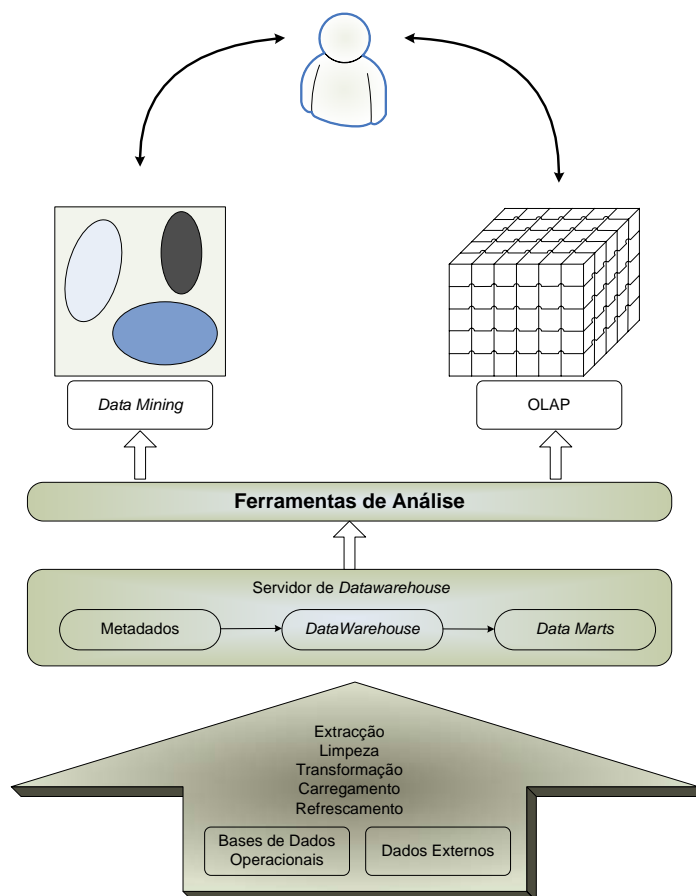 Data Mining
OLAP
Ferramentas de Análise
Servidor de Datawarehouse
Metadados
DataWarehouse
Data Marts
Extracção
Limpeza
Transformação
Carregamento
Refrescamento
Bases de Dados
Operacionais
Dados Externos